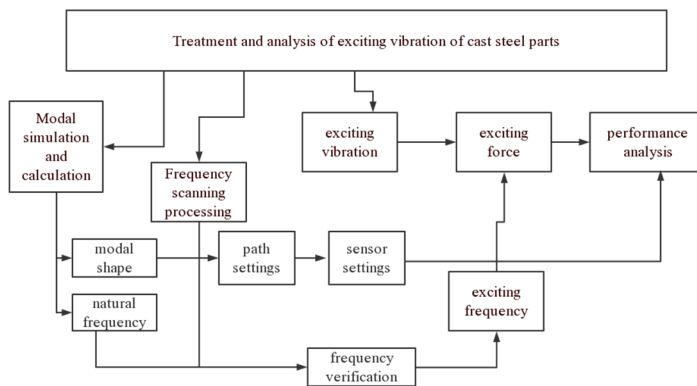 Treatment and analysis of exciting vibration of cast steel parts
Modal
simulation
and
calculation
Frequency
scanning
processing
exciting
vibration
exciting
force
performance
analysis
modal
shape
path
settings
sensor
settings
natural
frequency
exciting
frequency
frequency
verification